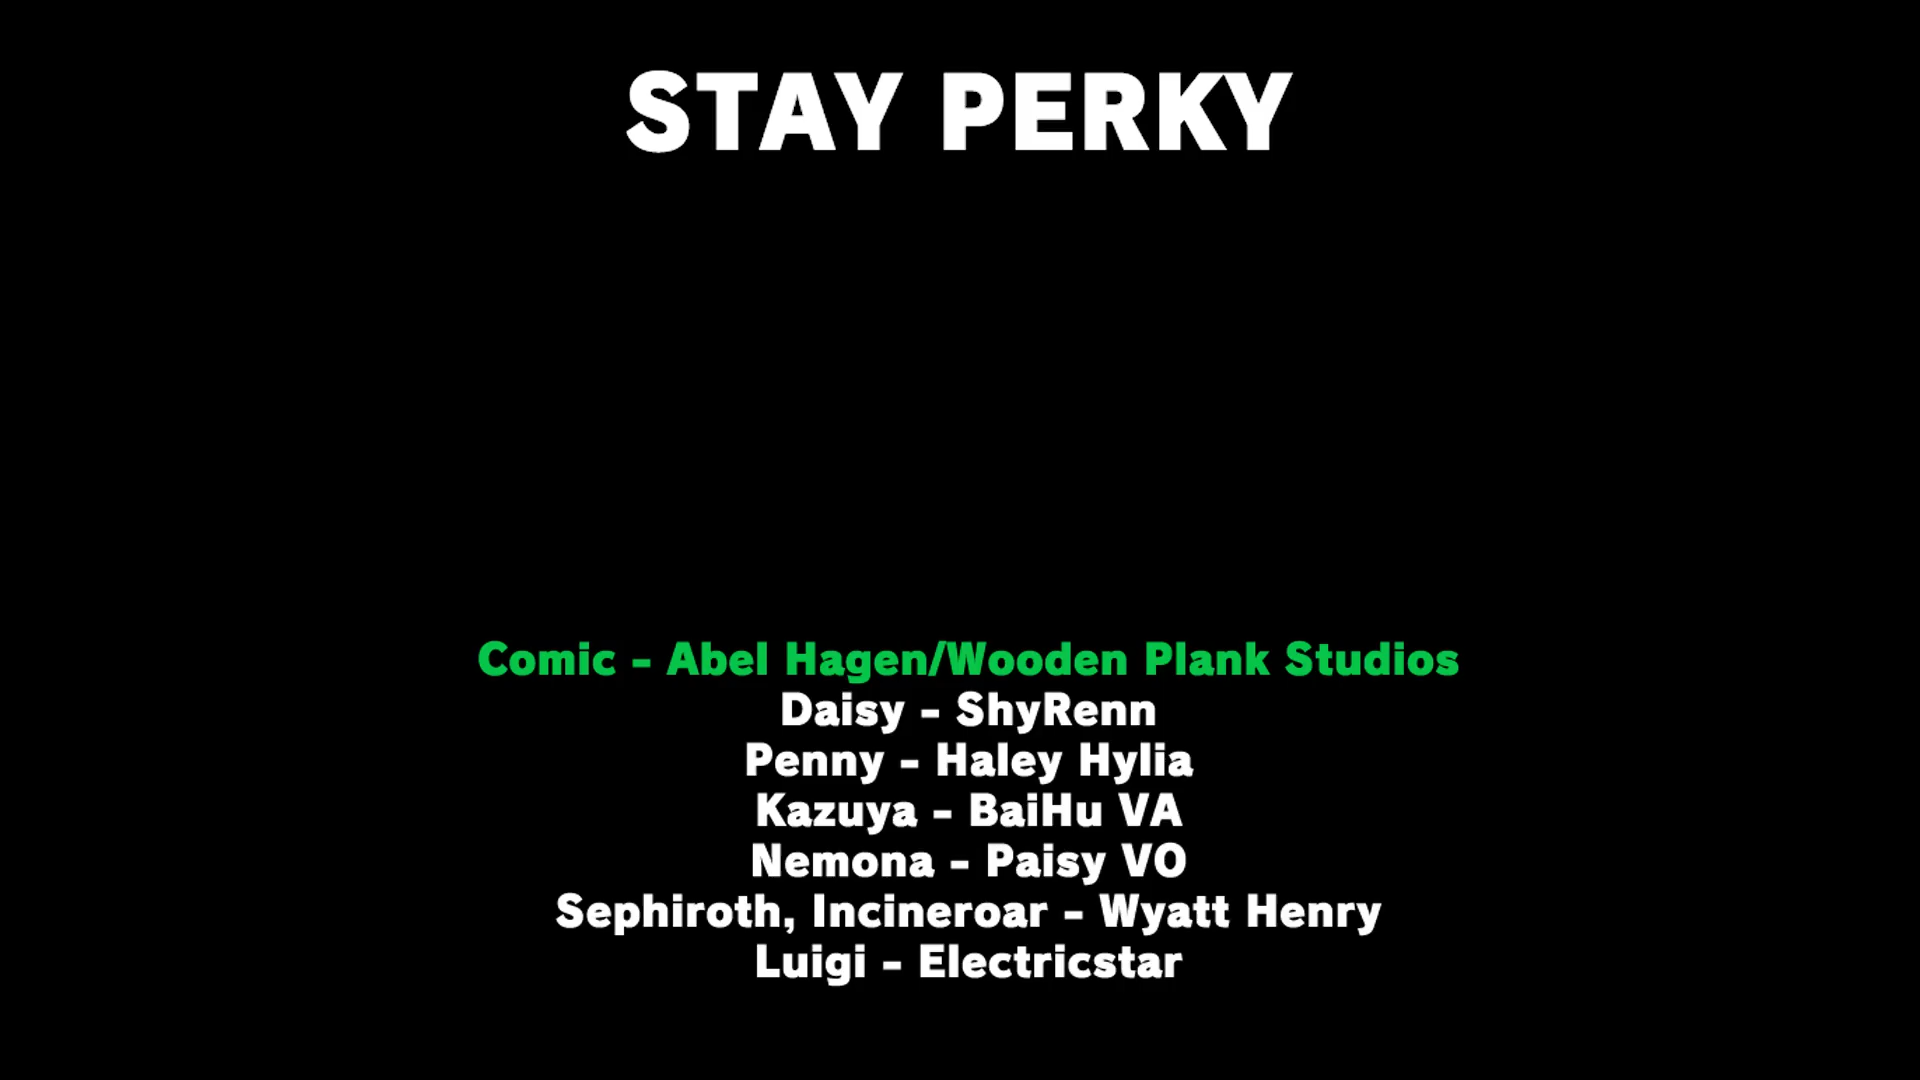 STAY PERKY
Comic - Abel Hagen/Wooden Plank Studios
Daisy - ShyRenn
Penny - Haley Hylia
Kazuya - BaiHu VA
Nemona - Paisy VO
Sephiroth, Incineroar - Wyatt Henry
Luigi - Electricstar